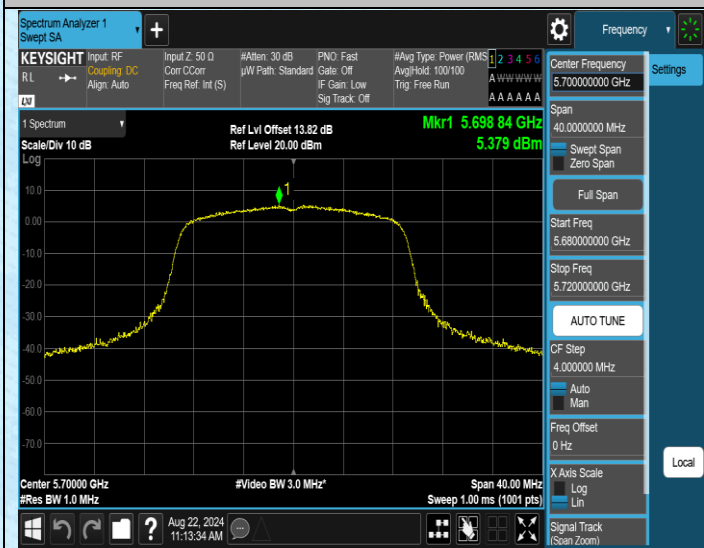 Spectrum Analyzer 1
Swept SA
+
Frequency
KEYSIGHT
R L
LXI
Input: RF
Coupling: DC
Align: Auto
Input Z: 50 Ω
Corr CCorr
Freq Ref: Int (S)
#Atten: 30 dB
µW Path: Standard
PNO: Fast
Gate: Off
IF Gain: Low
Sig Track: Off
#Avg Type: Power (RMS
Avg|Hold: 100/100
Trig: Free Run
1 2 3 4 5 6
A W W W W W
A A A A A A
1 Spectrum
Scale/Div 10 dB
Log
Ref Lvl Offset 13.82 dB
Ref Level 20.00 dBm
Mkr1 5.698 84 GHz
5.379 dBm
1
10.0
0.00
-10.0
-20.0
-30.0
-40.0
-50.0
-60.0
-70.0
Center 5.70000 GHz
#Res BW 1.0 MHz
#Video BW 3.0 MHz*
Span 40.00 MHz
Sweep 1.00 ms (1001 pts)
Center Frequency
5.700000000 GHz
Settings
Span
40.0000000 MHz
Swept Span
Zero Span
Full Span
Start Freq
5.680000000 GHz
Stop Freq
5.720000000 GHz
AUTO TUNE
CF Step
4.000000 MHz
Auto
Man
Freq Offset
0 Hz
X Axis Scale
Log
Lin
Local
Signal Track
(Span Zoom)
?
Aug 22, 2024
11:13:34 AM